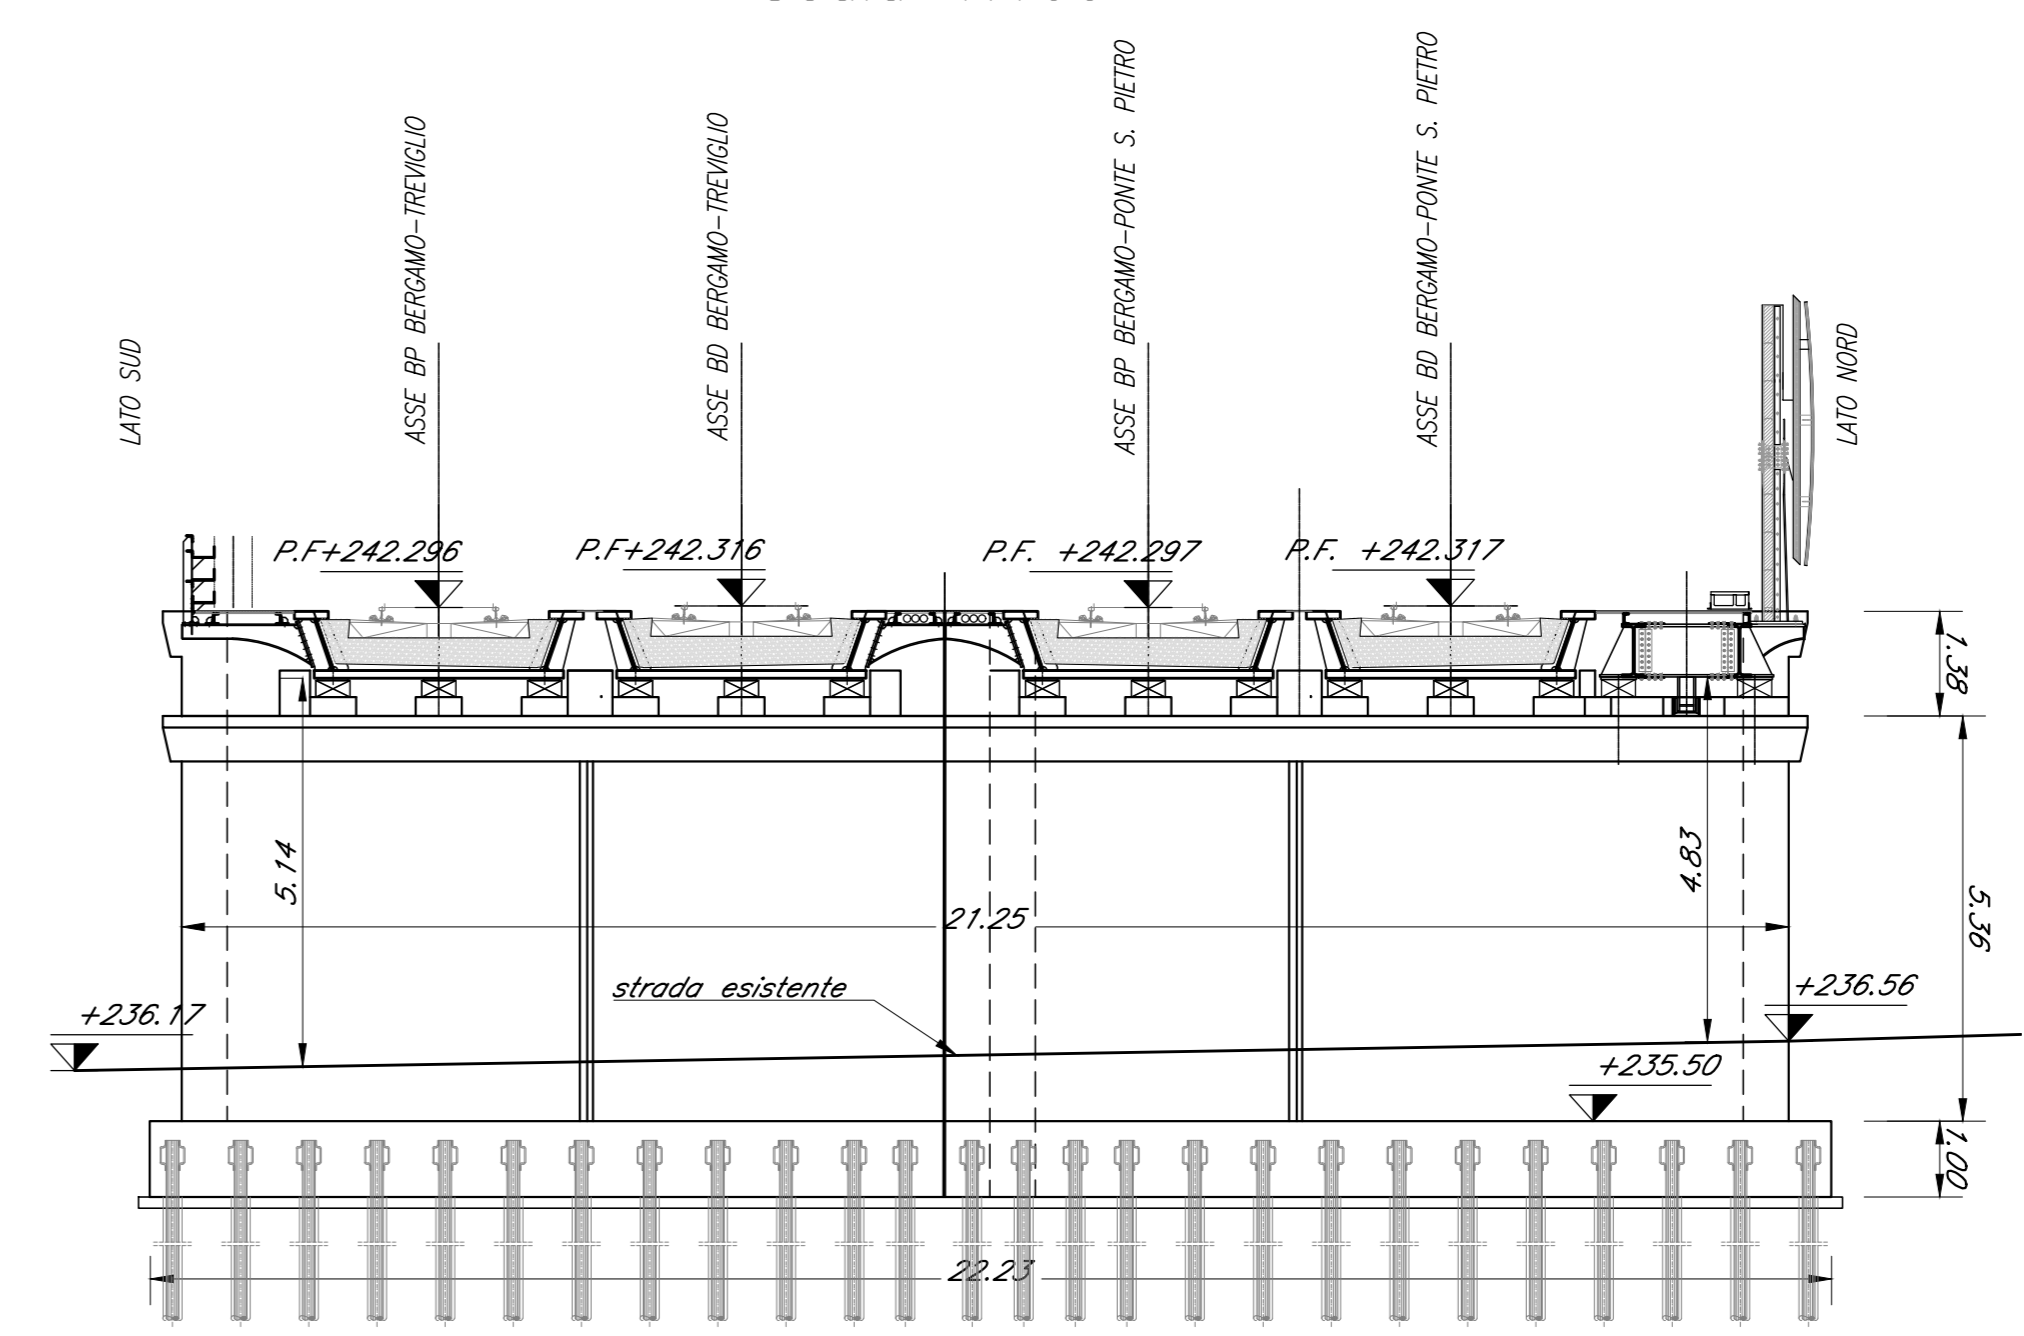 ASSE BP BERGAMO-TREVIGLIO
ASSE BD BERGAMO-TREVIGLIO
ASSE BP BERGAMO-PONTE S. PIETRO
ASSE BD BERGAMO-PONTE S. PIETRO
LATO SUD
LATO NORD
P.F+242.296
P.F+242.316
P.F. +242.297
P.F. +242.317
1.38
5.14
4.83
21.25
5.36
strada esistente
+236.17
+236.56
+235.50
1.00
22.23